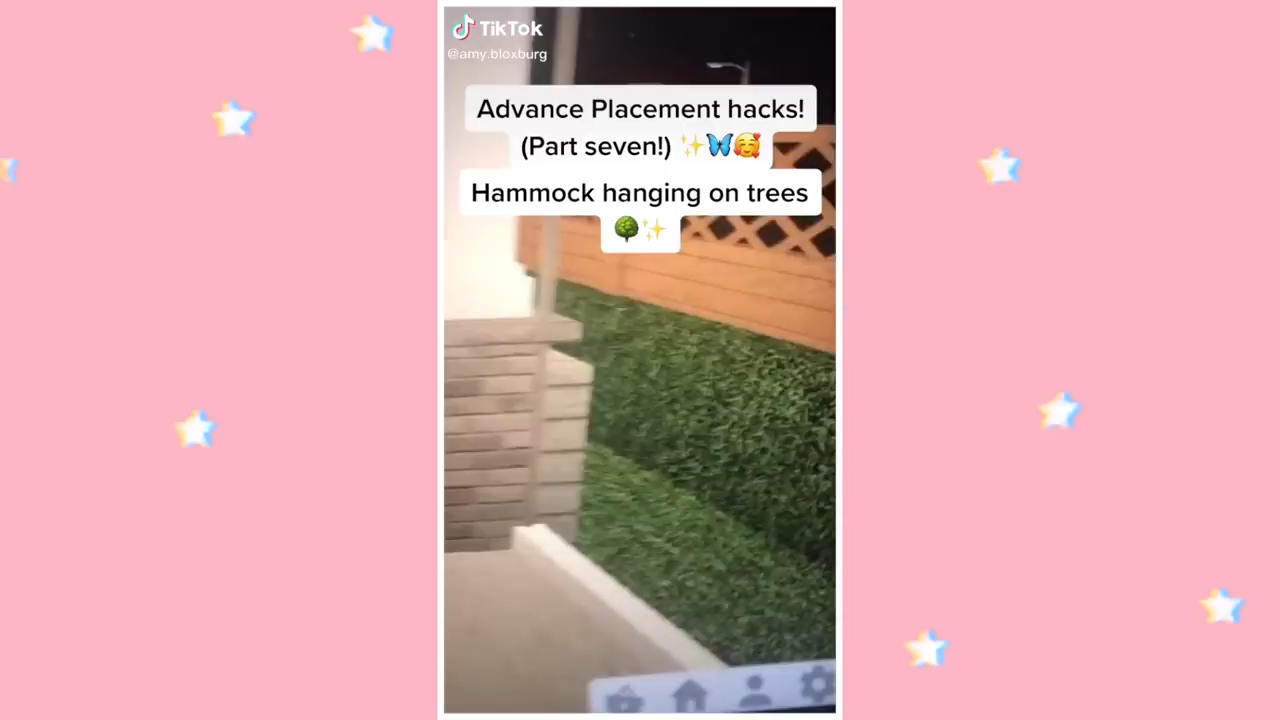 TikTok
@amy.bloxburg
Advance Placement hacks!
(Part seven!) ✨🦋🥰
Hammock hanging on trees
🌳✨